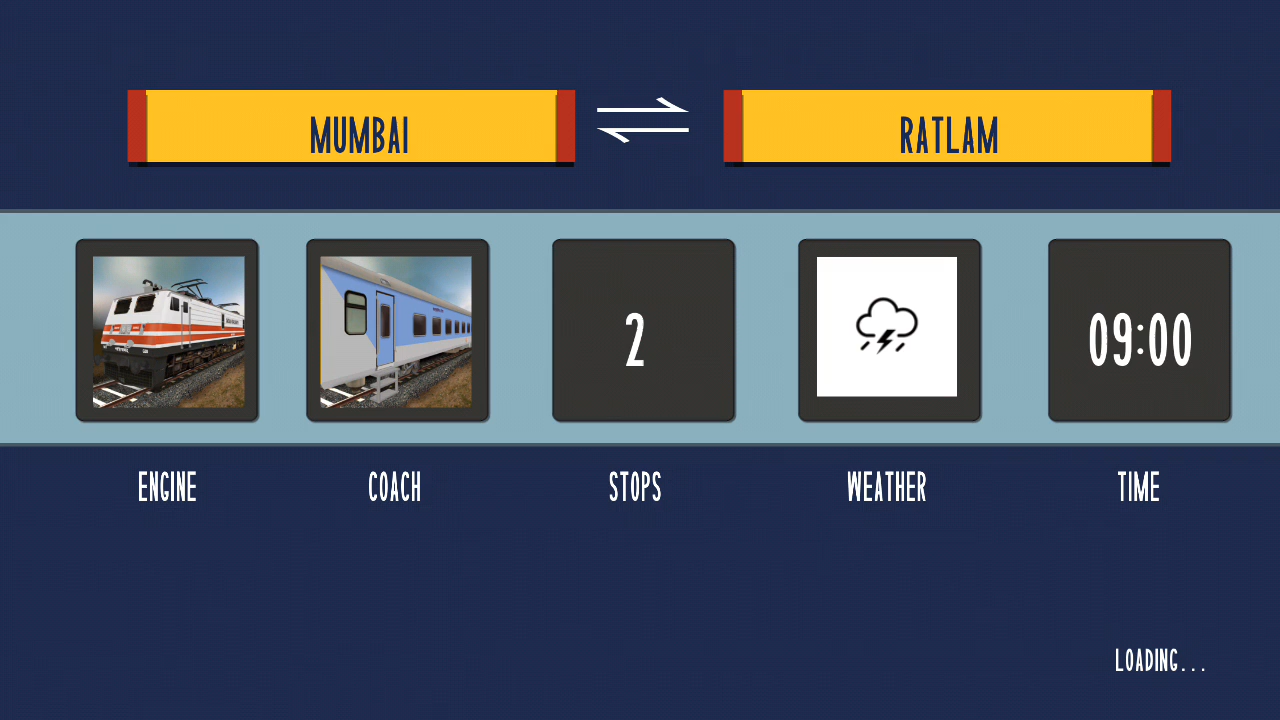 MUMBAI
RATLAM
2
09:00
ENGINE
COACH
STOPS
WEATHER
TIME
LOADING...